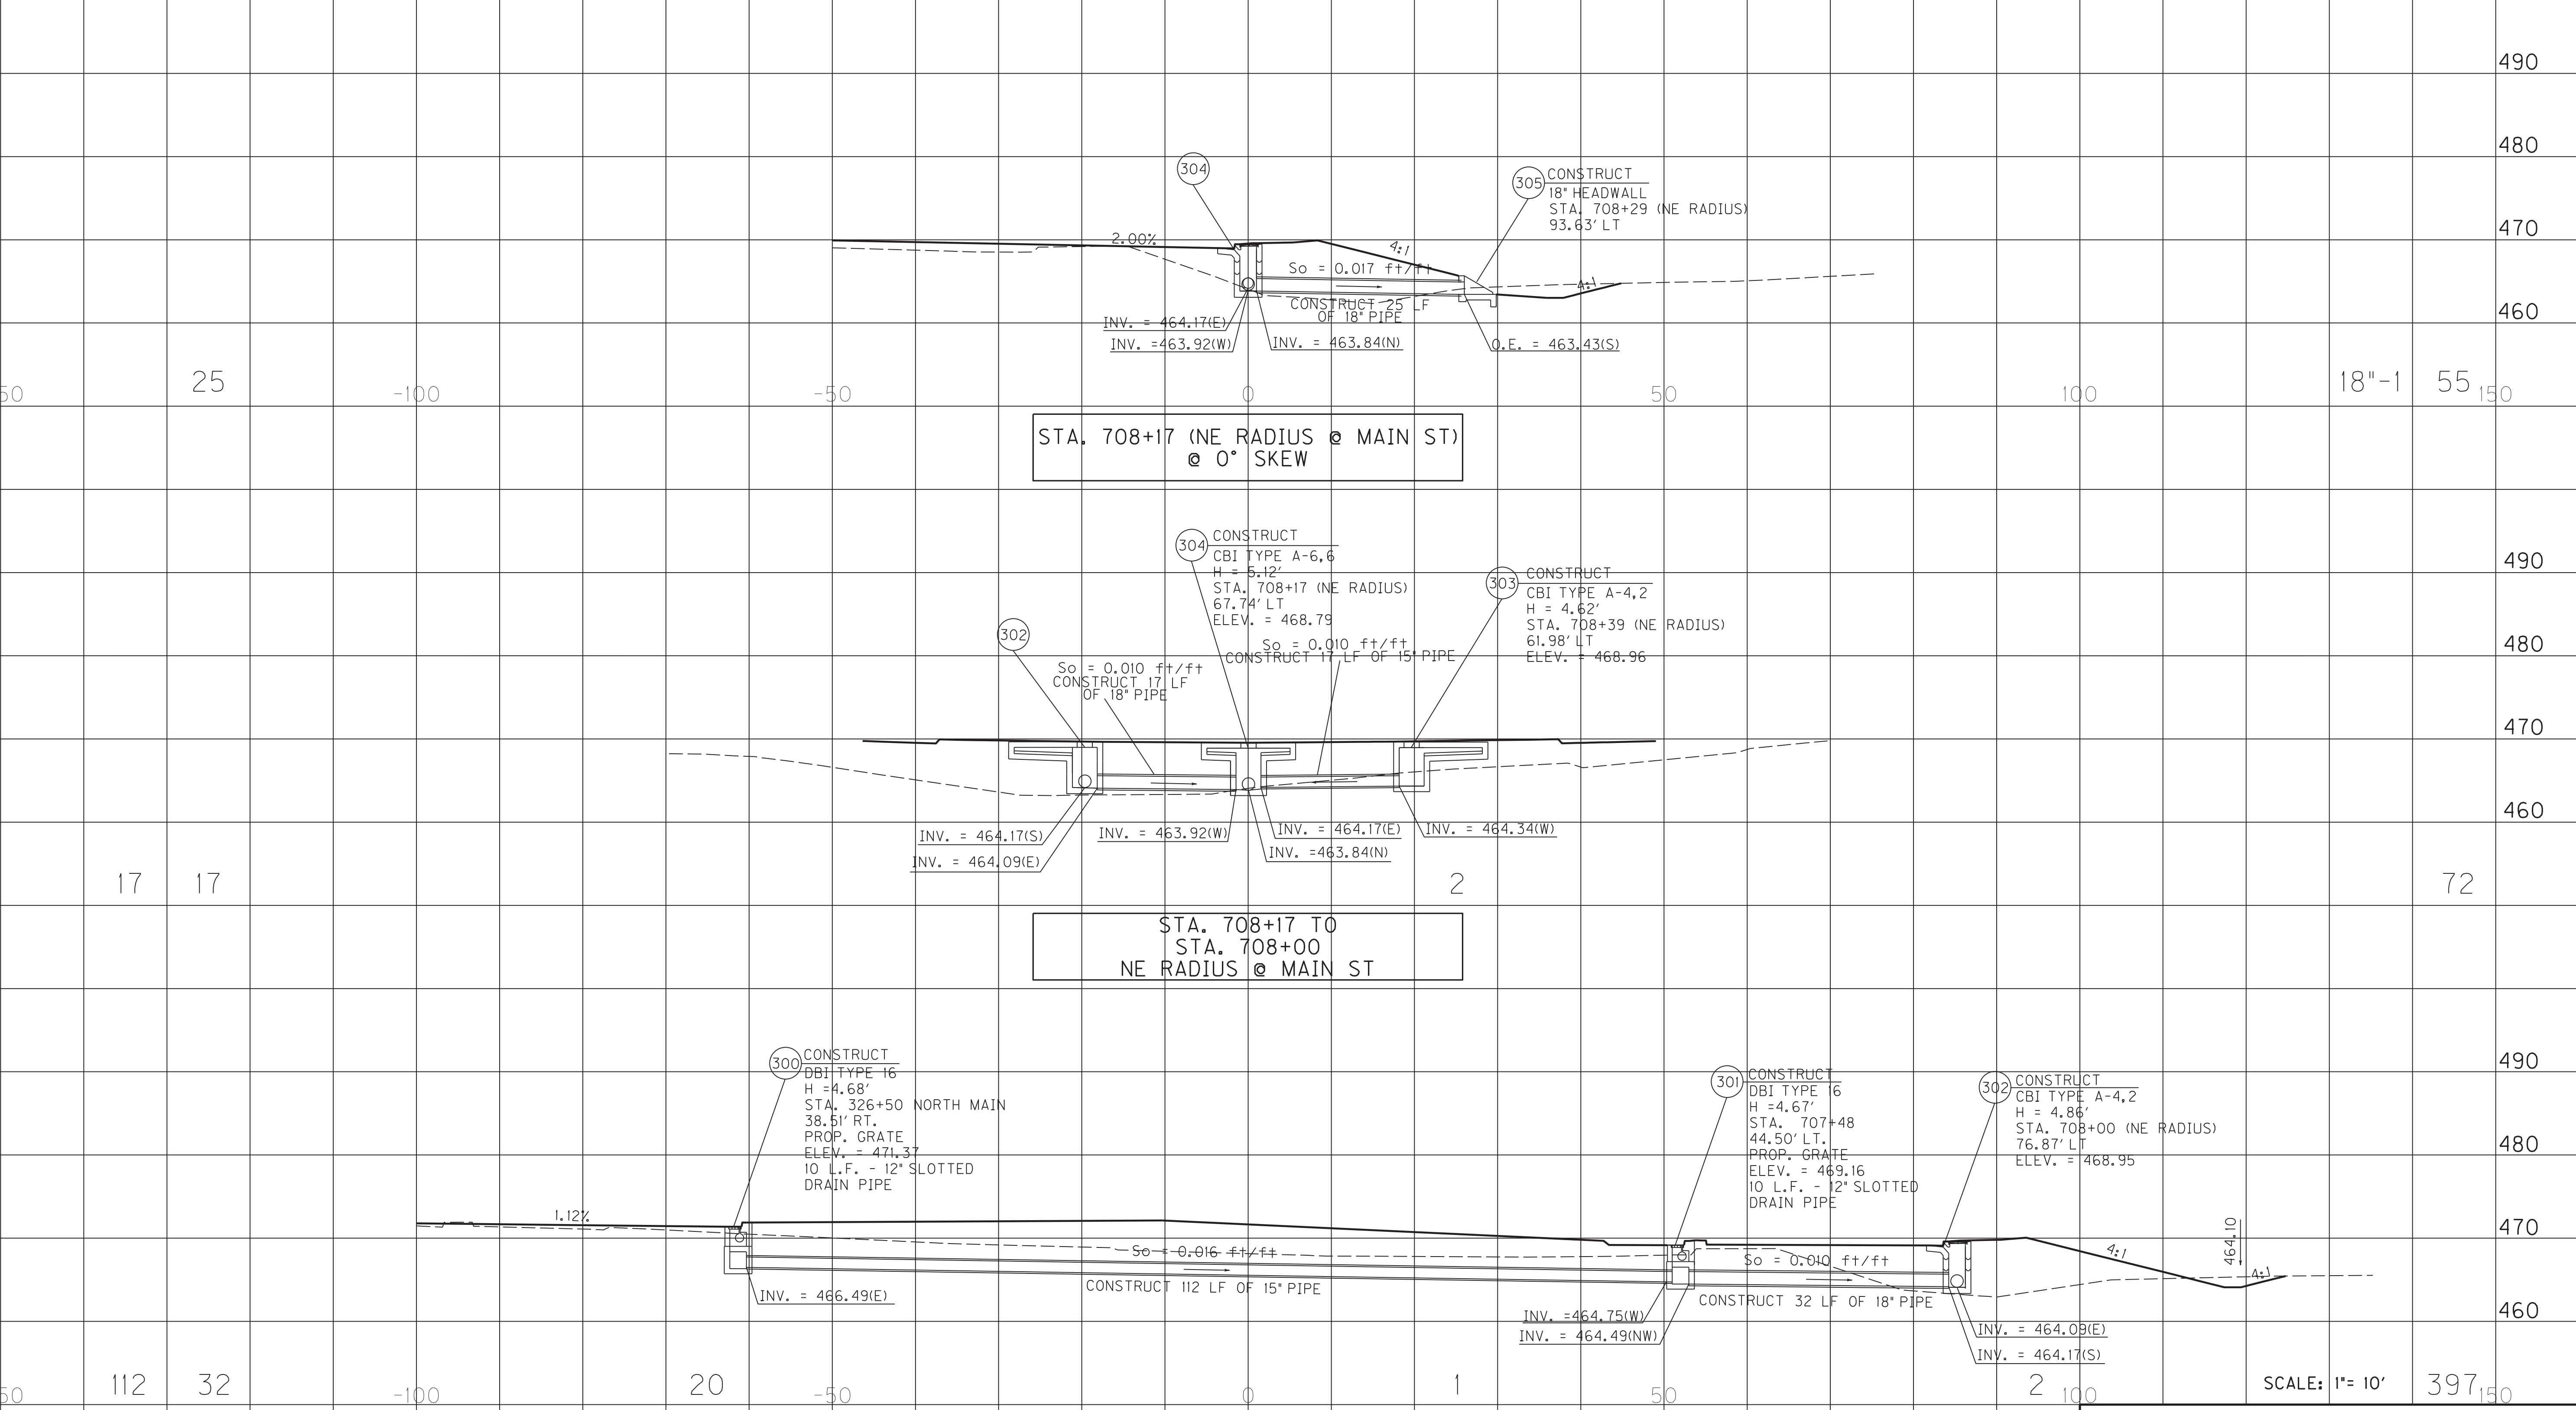 490
480
304
305
CONSTRUCT
18" HEADWALL
STA. 708+29 (NE RADIUS)
93.63' LT
470
2.00%
4:1
So = 0.017 ft/ft
4:1
CONSTRUCT 25 LF
OF 18" PIPE
460
INV. = 464.17(E)
INV. =463.92(W)
INV. = 463.84(N)
O.E. = 463.43(S)
25
18"-1
55
50
-100
-50
0
50
100
150
STA. 708+17 (NE RADIUS @ MAIN ST)
@ 0° SKEW
490
304
CONSTRUCT
CBI TYPE A-6,6
H = 5.12'
STA. 708+17 (NE RADIUS)
67.74' LT
ELEV. = 468.79
303
CONSTRUCT
CBI TYPE A-4,2
H = 4.62'
STA. 708+39 (NE RADIUS)
61.98' LT
ELEV. = 468.96
302
480
So = 0.010 ft/ft
CONSTRUCT 17 LF OF 15" PIPE
So = 0.010 ft/ft
CONSTRUCT 17 LF
OF 18" PIPE
470
460
INV. = 464.17(S)
INV. = 464.09(E)
INV. = 463.92(W)
INV. = 464.17(E)
INV. =463.84(N)
INV. = 464.34(W)
17
17
2
72
STA. 708+17 TO
STA. 708+00
NE RADIUS @ MAIN ST
490
300
CONSTRUCT
DBI TYPE 16
H =4.68'
STA. 326+50 NORTH MAIN
38.51' RT.
PROP. GRATE
ELEV. = 471.37
10 L.F. - 12" SLOTTED
DRAIN PIPE
301
CONSTRUCT
DBI TYPE 16
H =4.67'
STA. 707+48
44.50' LT.
PROP. GRATE
ELEV. = 469.16
10 L.F. - 12" SLOTTED
DRAIN PIPE
302
CONSTRUCT
CBI TYPE A-4,2
H = 4.86'
STA. 708+00 (NE RADIUS)
76.87' LT
ELEV. = 468.95
480
470
1.12%
So = 0.016 ft/ft
So = 0.010 ft/ft
4:1
464.10
4:1
CONSTRUCT 112 LF OF 15" PIPE
CONSTRUCT 32 LF OF 18" PIPE
460
INV. = 466.49(E)
INV. =464.75(W)
INV. = 464.49(NW)
INV. = 464.09(E)
INV. = 464.17(S)
112
32
20
1
2
SCALE: 1"= 10'
397
50
-100
-50
0
50
100
150